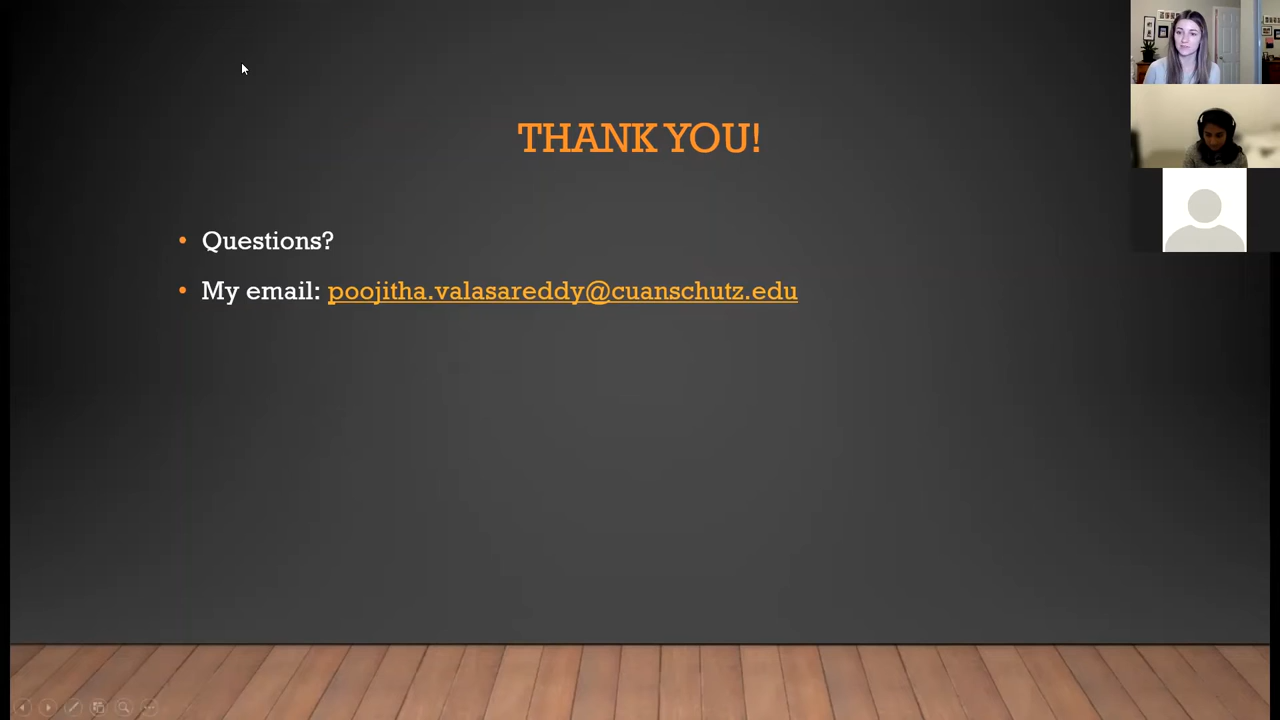 THANK YOU!
• Questions?
• My email: poojitha.valasareddy@cuanschutz.edu